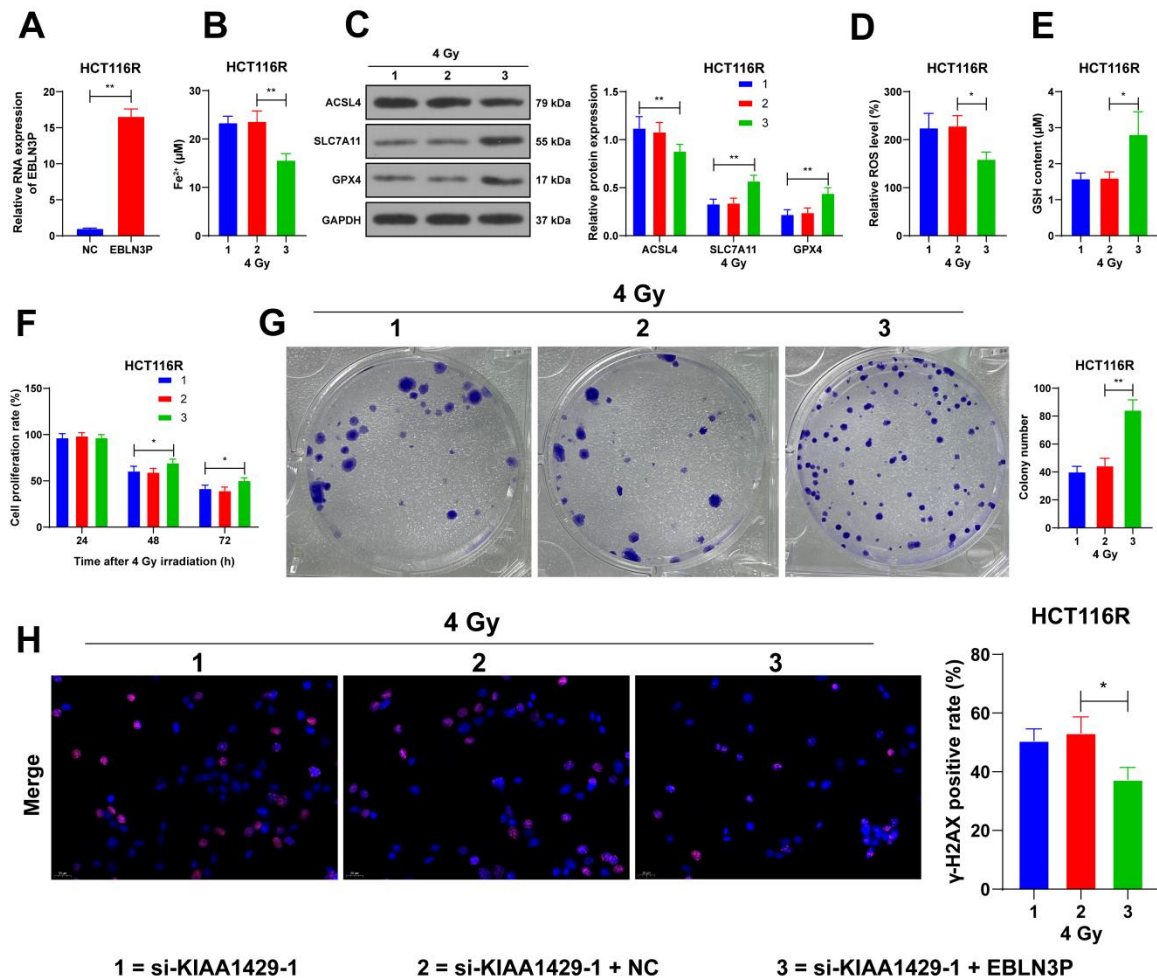 A
HCT116R
Relative RNA expression
of EBLN3P
20
15
10
5
0
**
NC EBLN3P
B
HCT116R
Fe²⁺ (μM)
30
20
10
0
**
1 2 3
4 Gy
C
4 Gy
1 2 3
ACSL4 79 kDa
SLC7A11 55 kDa
GPX4 17 kDa
GAPDH 37 kDa
HCT116R
Relative protein expression
1.5
1.0
0.5
0.0
** ** **
1
2
3
ACSL4 SLC7A11 GPX4
4 Gy
D
HCT116R
Relative ROS level (%)
400
300
200
100
0
*
1 2 3
4 Gy
E
HCT116R
GSH content (μM)
4
3
2
1
0
*
1 2 3
4 Gy
F
HCT116R
Cell proliferation rate (%)
150
100
50
0
1
2
3
* *
24 48 72
Time after 4 Gy irradiation (h)
G
4 Gy
1 2 3
HCT116R
Colony number
100
80
60
40
20
0
**
1 2 3
4 Gy
H
4 Gy
1 2 3
Merge
HCT116R
γ-H2AX positive rate (%)
80
60
40
20
0
*
1 2 3
4 Gy
1 = si-KIAA1429-1 2 = si-KIAA1429-1 + NC 3 = si-KIAA1429-1 + EBLN3P